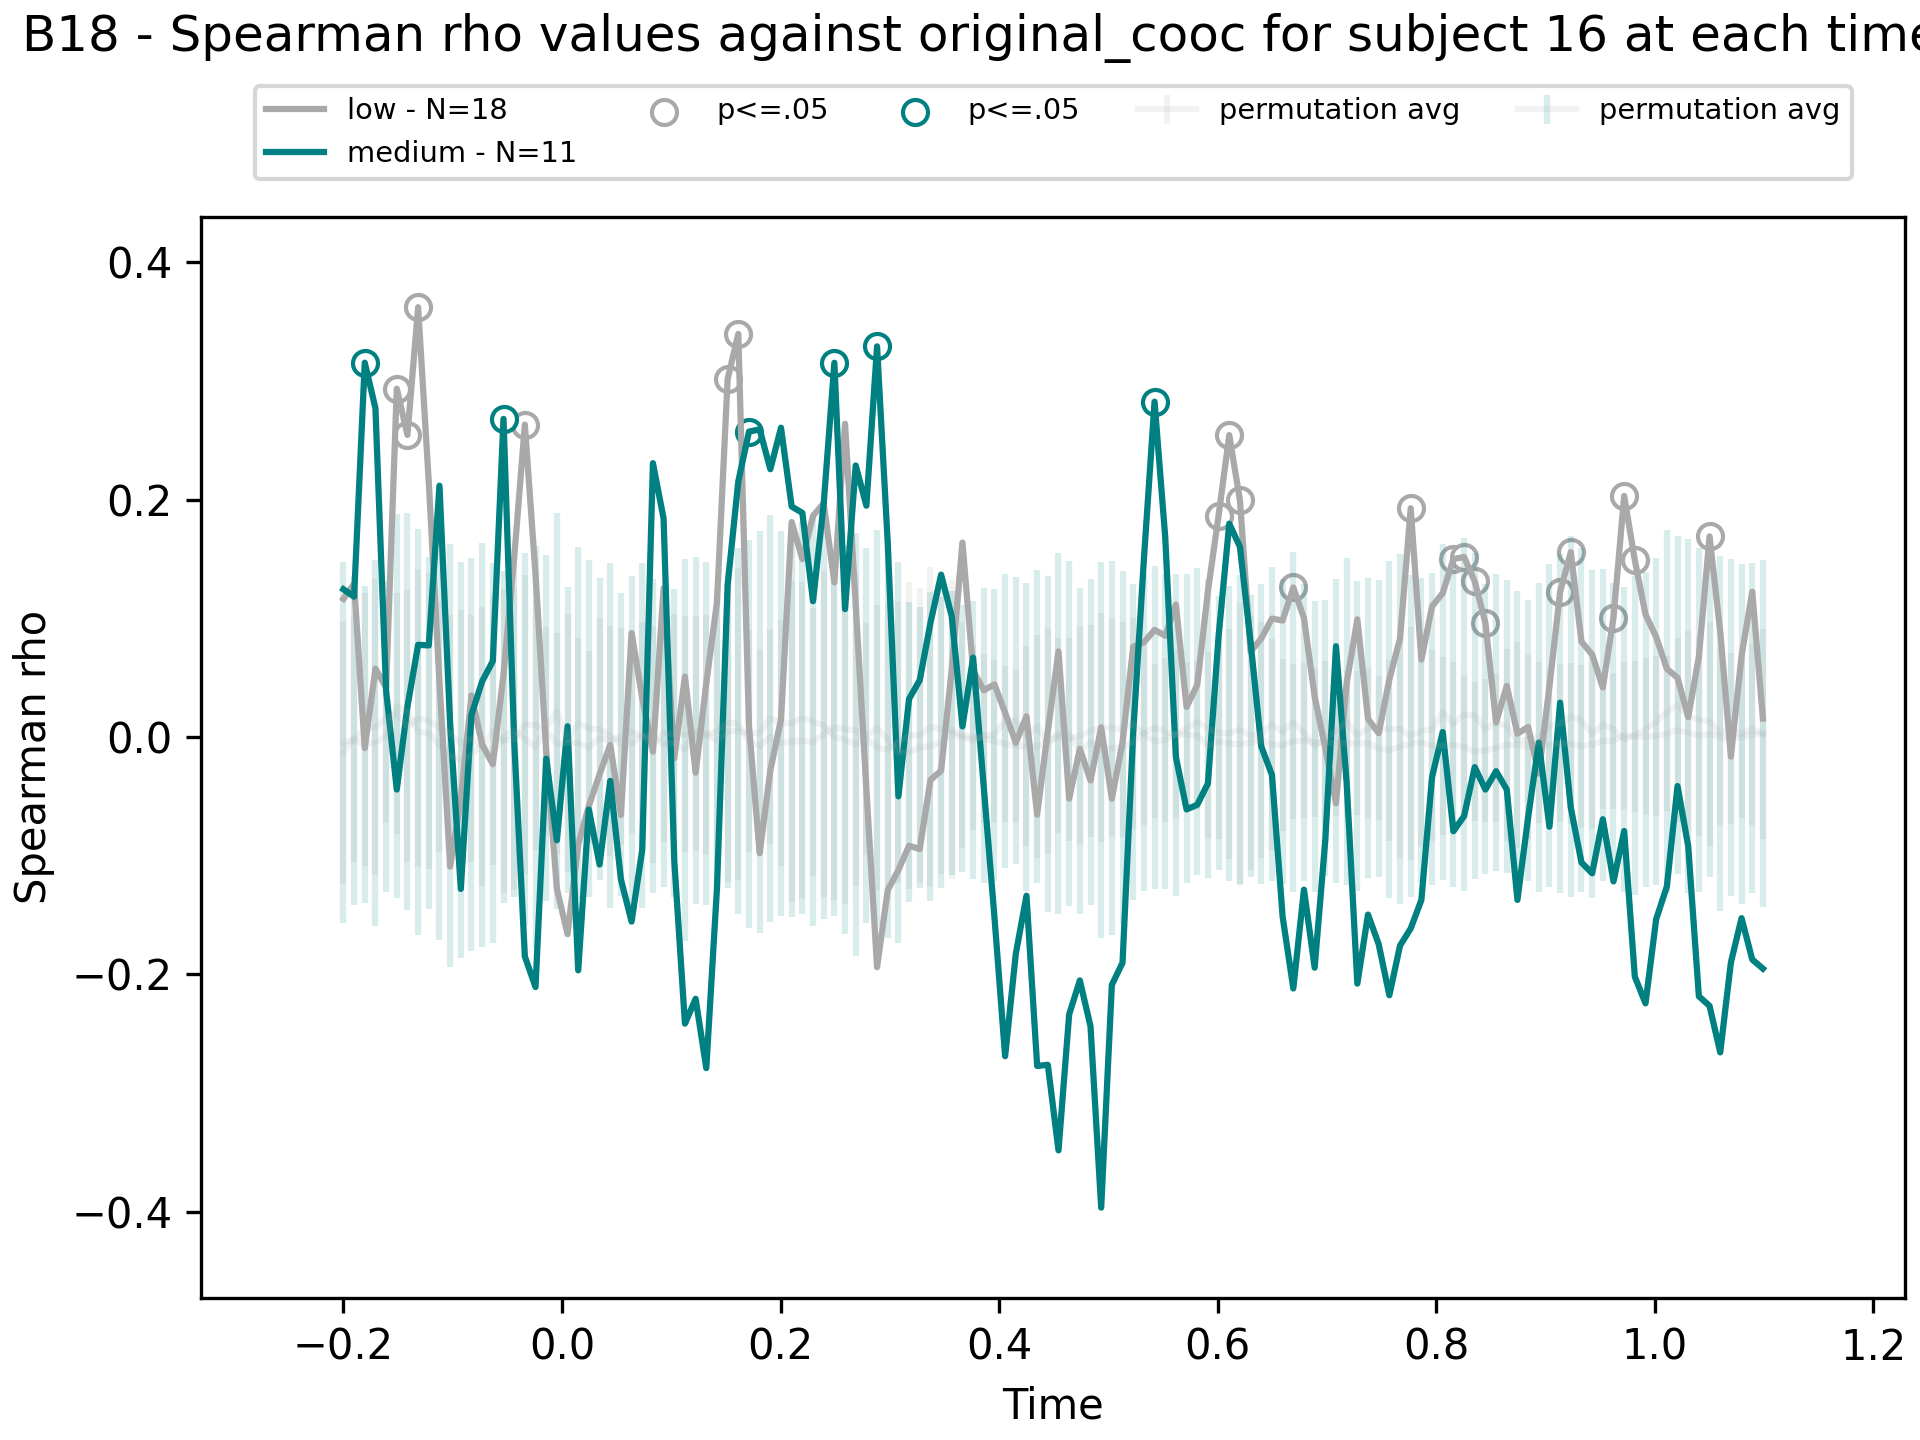 B18 - Spearman rho values against original_cooc for subject 16 at each time
low - N=18
medium - N=11
p<=.05
p<=.05
permutation avg
permutation avg
Spearman rho
0.4
0.2
0.0
−0.2
−0.4
−0.2 0.0 0.2 0.4 0.6 0.8 1.0 1.2
Time